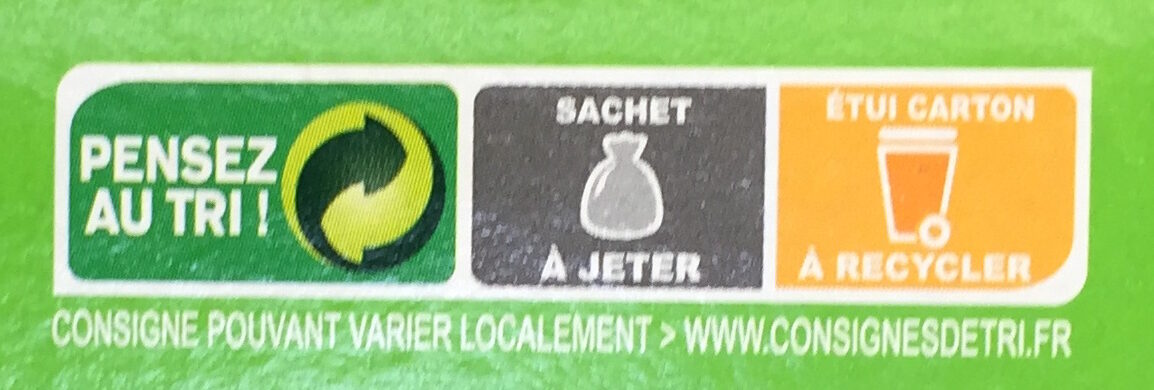 PENSEZ
AU TRI !
SACHET
À JETER
ÉTUI CARTON
À RECYCLER
CONSIGNE POUVANT VARIER LOCALEMENT > WWW.CONSIGNESDETRI.FR